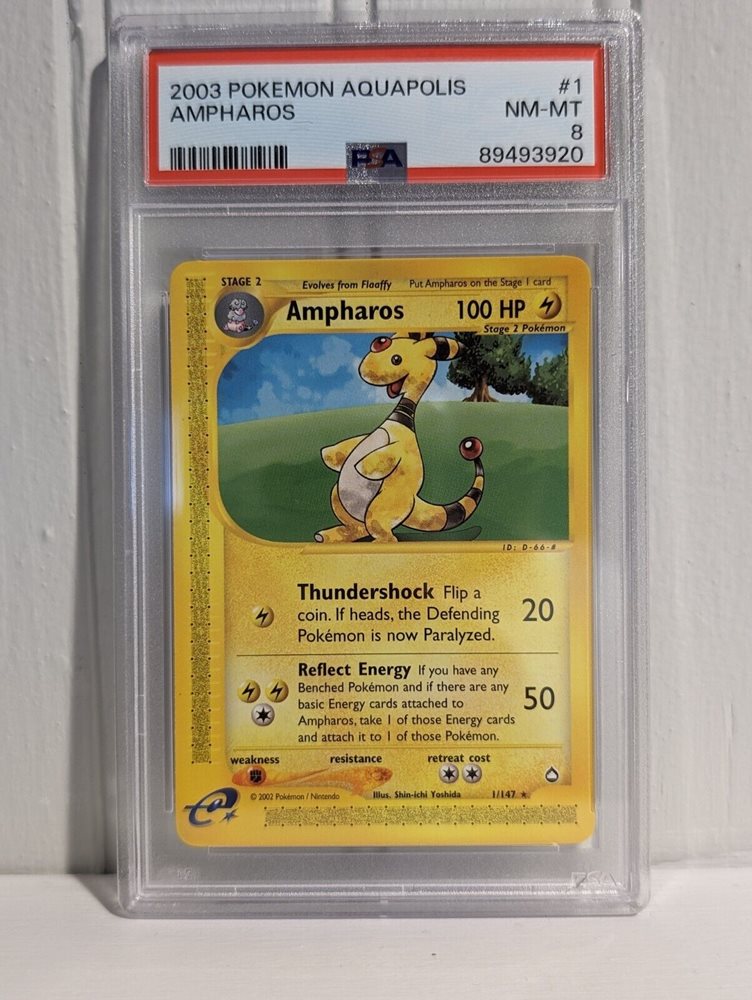 2003 POKEMON AQUAPOLIS #1
AMPHAROS NM-MT
8
PSA 89493920
STAGE 2 Evolves from Flaaffy Put Ampharos on the Stage 1 card
Ampharos 100 HP
Stage 2 Pokémon
ID: D-66-#
Thundershock Flip a
coin. If heads, the Defending 20
Pokémon is now Paralyzed.
Reflect Energy If you have any
Benched Pokémon and if there are any
basic Energy cards attached to 50
Ampharos, take 1 of those Energy cards
and attach it to 1 of those Pokémon.
weakness resistance retreat cost
© 2002 Pokémon / Nintendo Illus. Shin-ichi Yoshida 1/147 ★
e
PSA